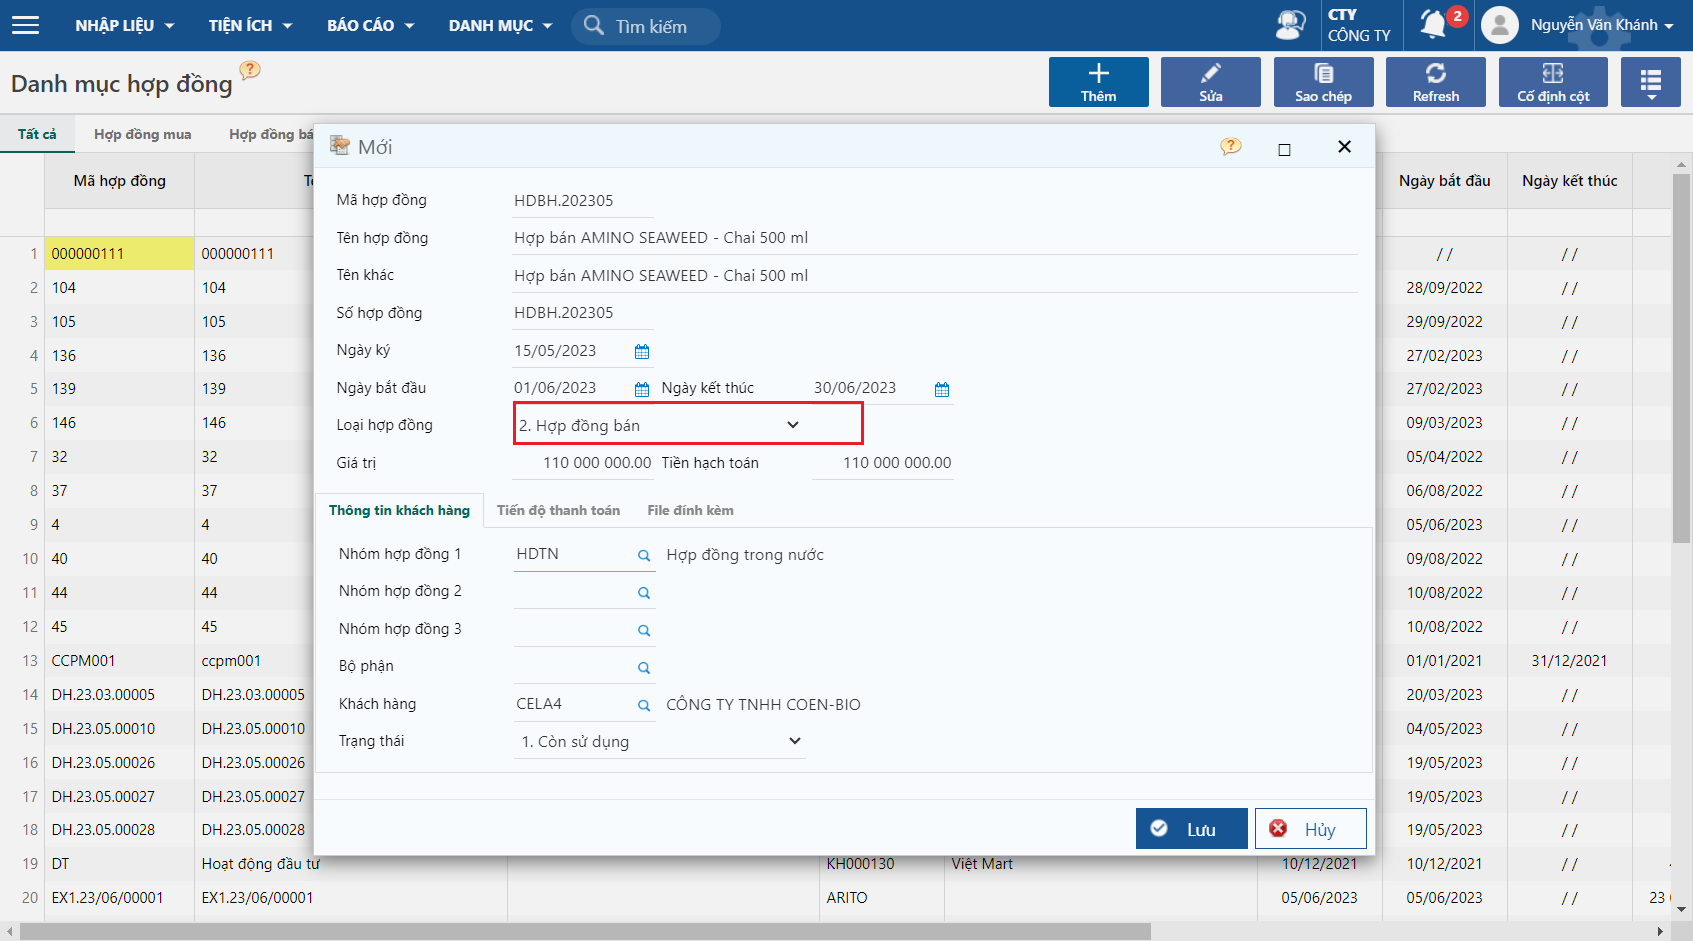 NHẬP LIỆU TIỆN ÍCH BÁO CÁO DANH MỤC Tìm kiếm CTY CÔNG TY 2 Nguyễn Văn Khánh
Danh mục hợp đồng ?
Thêm Sửa Sao chép Refresh Cố định cột
Tất cả Hợp đồng mua Hợp đồng bá
Mã hợp đồng Ngày bắt đầu Ngày kết thúc
Mới ?
Mã hợp đồng HDBH.202305
Tên hợp đồng Hợp bán AMINO SEAWEED - Chai 500 ml
Tên khác Hợp bán AMINO SEAWEED - Chai 500 ml
Số hợp đồng HDBH.202305
Ngày ký 15/05/2023
Ngày bắt đầu 01/06/2023 Ngày kết thúc 30/06/2023
Loại hợp đồng 2. Hợp đồng bán
Giá trị 110 000 000.00 Tiền hạch toán 110 000 000.00
Thông tin khách hàng Tiến độ thanh toán File đính kèm
Nhóm hợp đồng 1 HDTN Hợp đồng trong nước
Nhóm hợp đồng 2
Nhóm hợp đồng 3
Bộ phận
Khách hàng CELA4 CÔNG TY TNHH COEN-BIO
Trạng thái 1. Còn sử dụng
Lưu Hủy
1 000000111 000000111 / / / /
2 104 104 28/09/2022 / /
3 105 105 29/09/2022 / /
4 136 136 27/02/2023 / /
5 139 139 27/02/2023 / /
6 146 146 09/03/2023 / /
7 32 32 05/04/2022 / /
8 37 37 06/08/2022 / /
9 4 4 05/06/2023 / /
10 40 40 09/08/2022 / /
11 44 44 10/08/2022 / /
12 45 45 10/08/2022 / /
13 CCPM001 ccpm001 01/01/2021 31/12/2021
14 DH.23.03.00005 DH.23.03.00005 20/03/2023 / /
15 DH.23.05.00010 DH.23.05.00010 04/05/2023 / /
16 DH.23.05.00026 DH.23.05.00026 19/05/2023 / /
17 DH.23.05.00027 DH.23.05.00027 19/05/2023 / /
18 DH.23.05.00028 DH.23.05.00028 19/05/2023 / /
19 DT Hoạt động đầu tư KH000130 Việt Mart 10/12/2021 10/12/2021 / /
20 EX1.23/06/00001 EX1.23/06/00001 ARITO 05/06/2023 05/06/2023 / / 23